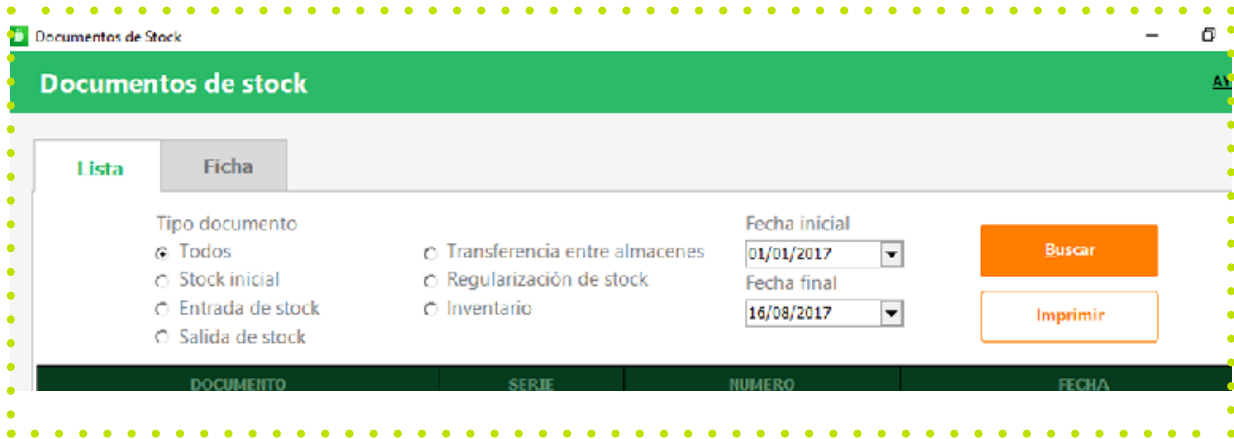 Documentos de Stock
Documentos de stock
Lista
Ficha
Tipo documento
Todos
Stock inicial
Entrada de stock
Salida de stock
Transferencia entre almacenes
Regularización de stock
Inventario
Fecha inicial
01/01/2017
Fecha final
16/08/2017
Buscar
Imprimir
DOCUMENTO SERIE NUMERO FECHA